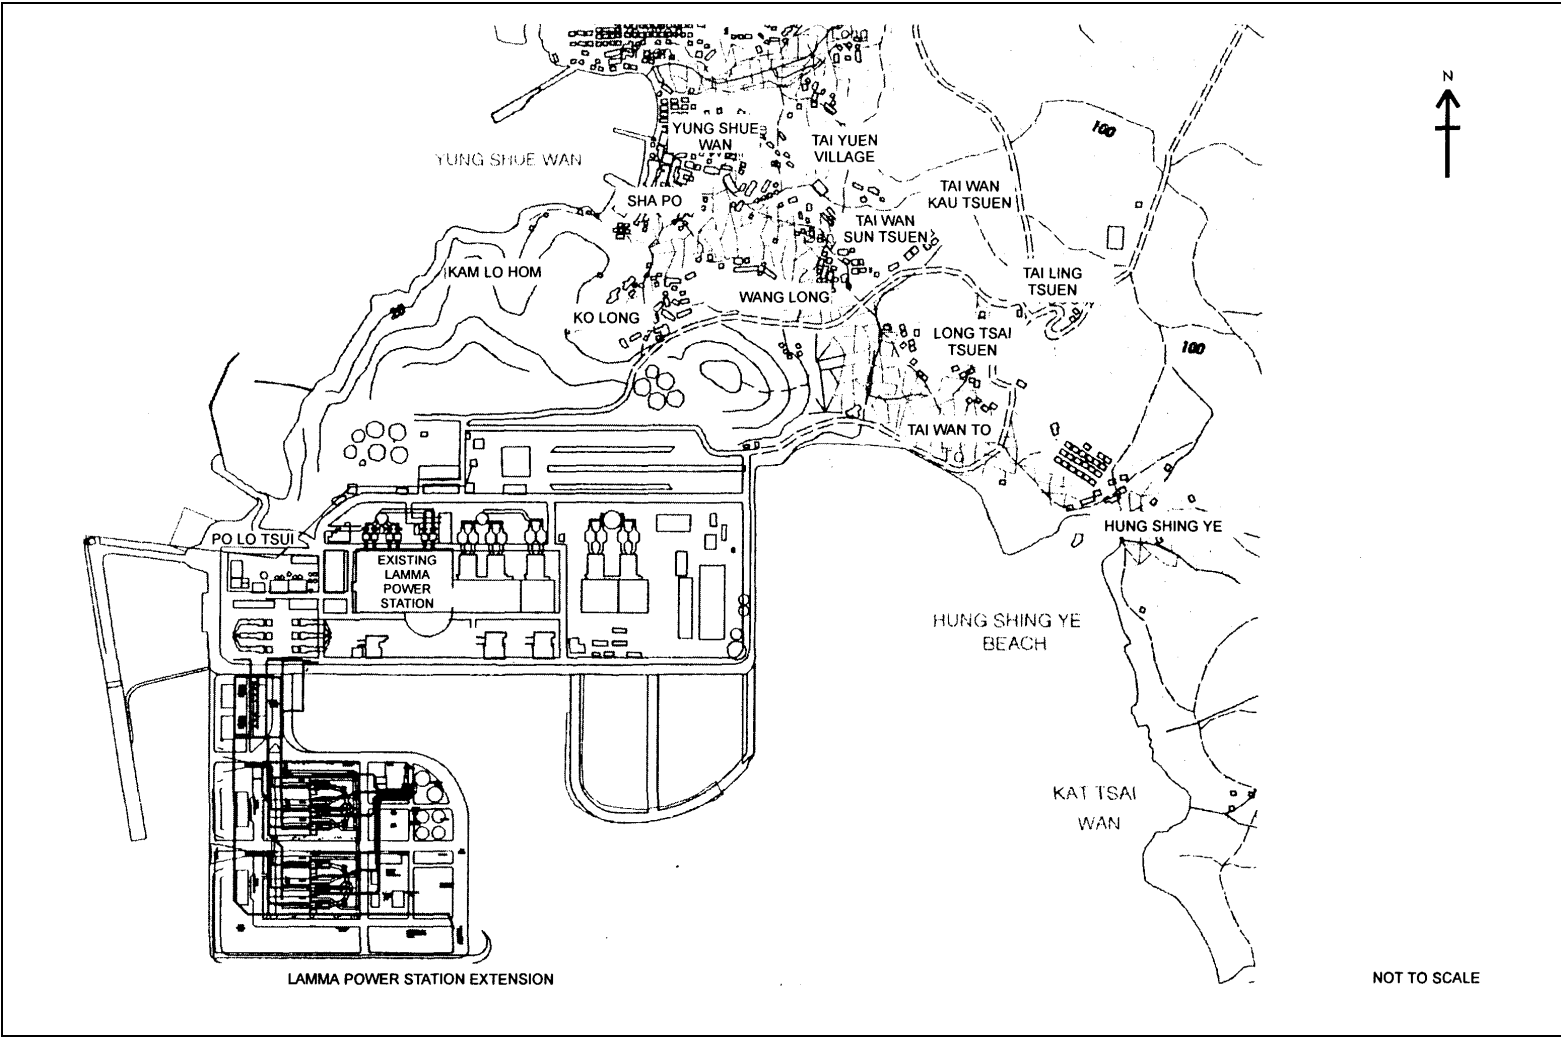 N
100
YUNG SHUE
WAN
TAI YUEN
VILLAGE
YUNG SHUE WAN
TAI WAN
KAU TSUEN
SHA PO
TAI WAN
SUN TSUEN
KAM LO HOM
TAI LING
TSUEN
WANG LONG
20
KO LONG
LONG TSAI
TSUEN
100
TAI WAN TO
HUNG SHING YE
PO LO TSUI
EXISTING
LAMMA
POWER
STATION
HUNG SHING YE
BEACH
KAT TSAI
WAN
LAMMA POWER STATION EXTENSION
NOT TO SCALE